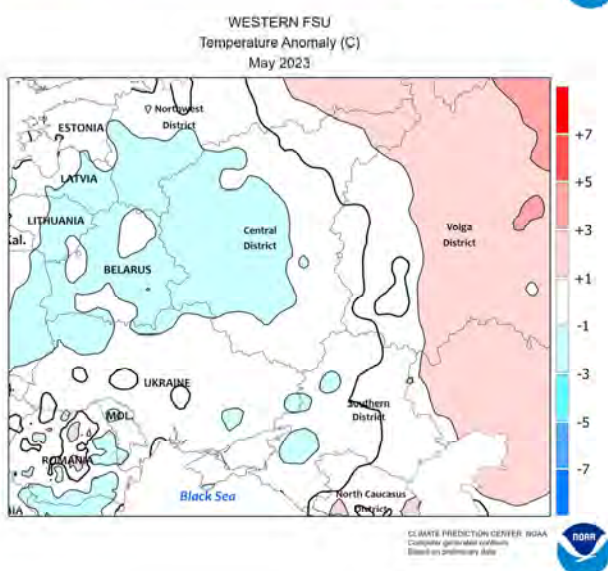 WESTERN FSU
Temperature Anomaly (C)
May 2023
Northwest
District
ESTONIA
LATVIA
LITHUANIA
Kal.
BELARUS
Central
District
Volga
District
UKRAINE
MOL.
ROMANIA
Southern
District
Black Sea
North Caucasus
District
+7
+5
+3
+1
-1
-3
-5
-7
CLIMATE PREDICTION CENTER NOAA
Computer generated contours
Based on preliminary data
NOAA